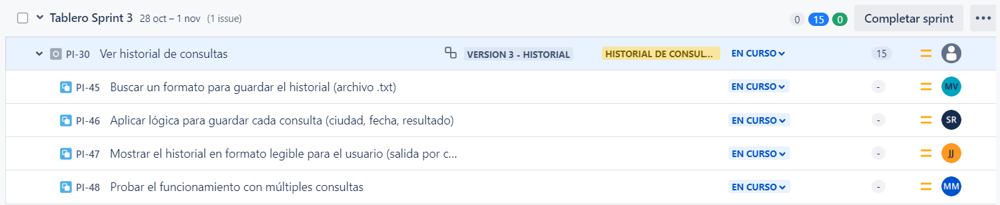 Tablero Sprint 3 28 oct – 1 nov (1 issue) 0 15 0 Completar sprint
PI-30 Ver historial de consultas VERSION 3 - HISTORIAL HISTORIAL DE CONSUL... EN CURSO 15
PI-45 Buscar un formato para guardar el historial (archivo .txt) EN CURSO - MV
PI-46 Aplicar lógica para guardar cada consulta (ciudad, fecha, resultado) EN CURSO - SR
PI-47 Mostrar el historial en formato legible para el usuario (salida por c... EN CURSO - JJ
PI-48 Probar el funcionamiento con múltiples consultas EN CURSO - MM